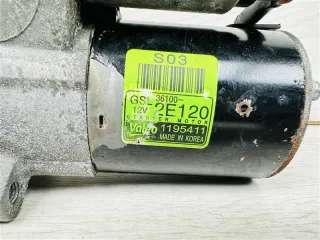 S03
GSL 36100-
12V 2E120
STARTER MOTOR
Valeo 1195411
MADE IN KOREA